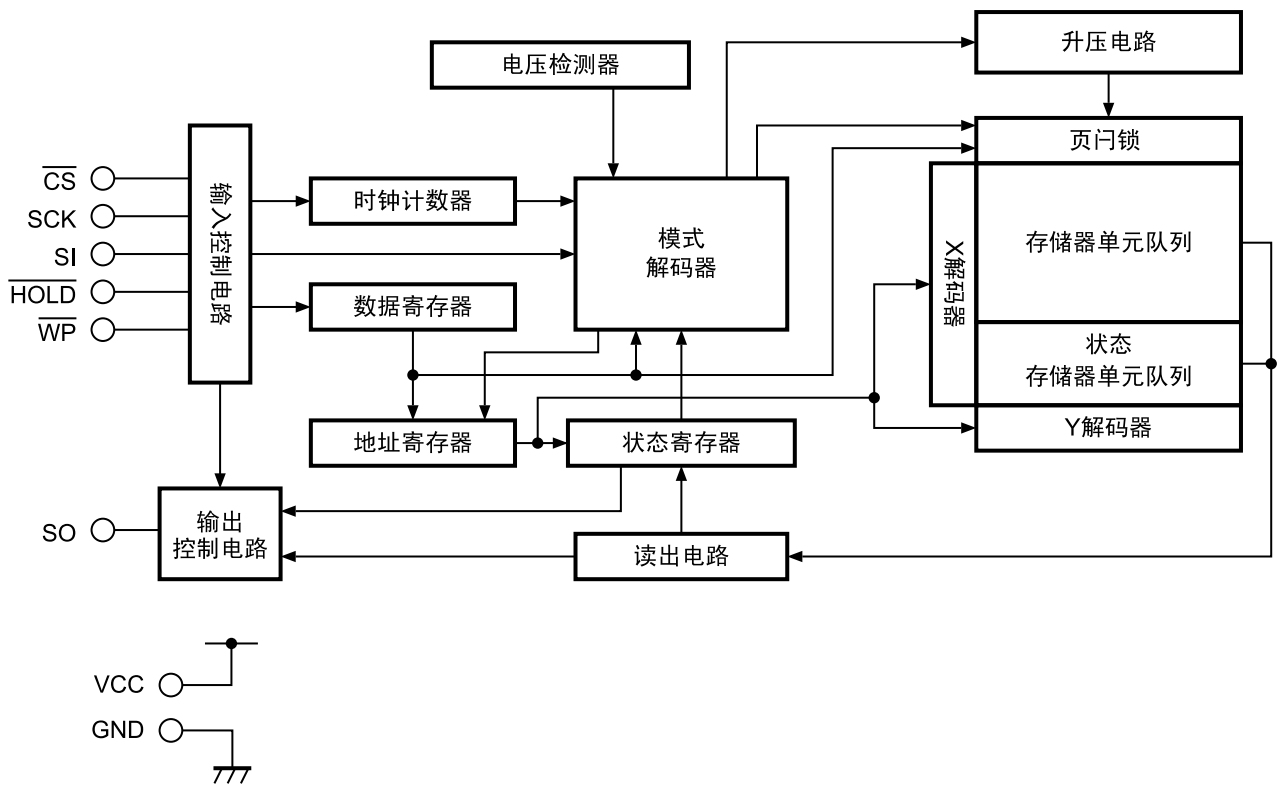 升压电路
电压检测器
页闩锁
CS
SCK
SI
HOLD
WP
输入控制电路
时钟计数器
数据寄存器
模式
解码器
X解码器
存储器单元队列
状态
存储器单元队列
Y解码器
地址寄存器
状态寄存器
SO
输出
控制电路
读出电路
VCC
GND